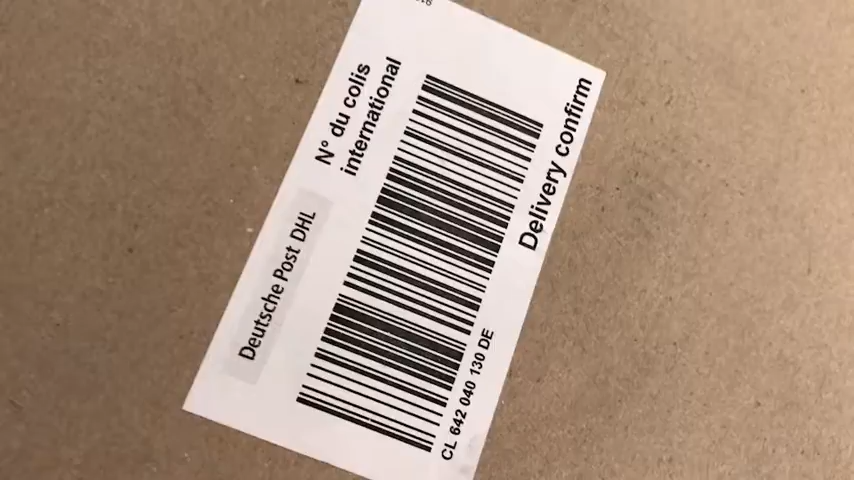 Deutsche Post DHL
N° du colis
international
CL 642 040 130 DE
Delivery confirm